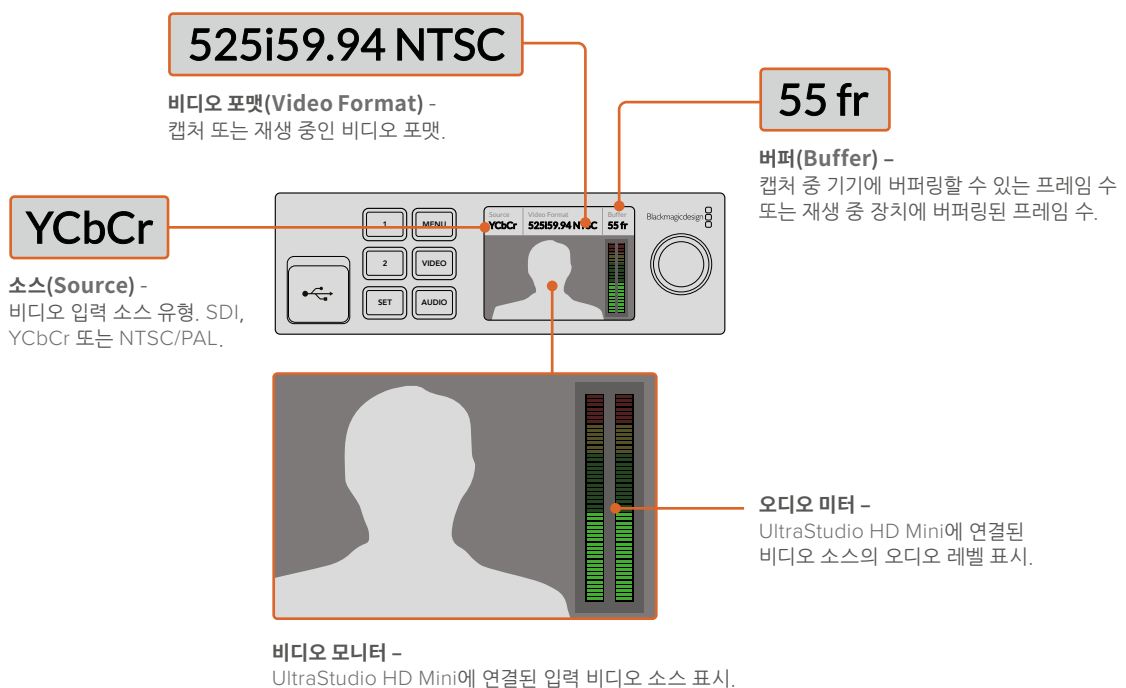 525i59.94 NTSC
비디오 포맷(Video Format) -
캡처 또는 재생 중인 비디오 포맷.
55 fr
버퍼(Buffer) –
캡처 중 기기에 버퍼링할 수 있는 프레임 수
또는 재생 중 장치에 버퍼링된 프레임 수.
YCbCr
소스(Source) -
비디오 입력 소스 유형. SDI,
YCbCr 또는 NTSC/PAL.
1
MENU
2
VIDEO
SET
AUDIO
Source
Video Format
Buffer
YCbCr
525I59.94 NTSC
55 fr
Blackmagicdesign
오디오 미터 –
UltraStudio HD Mini에 연결된
비디오 소스의 오디오 레벨 표시.
비디오 모니터 –
UltraStudio HD Mini에 연결된 입력 비디오 소스 표시.